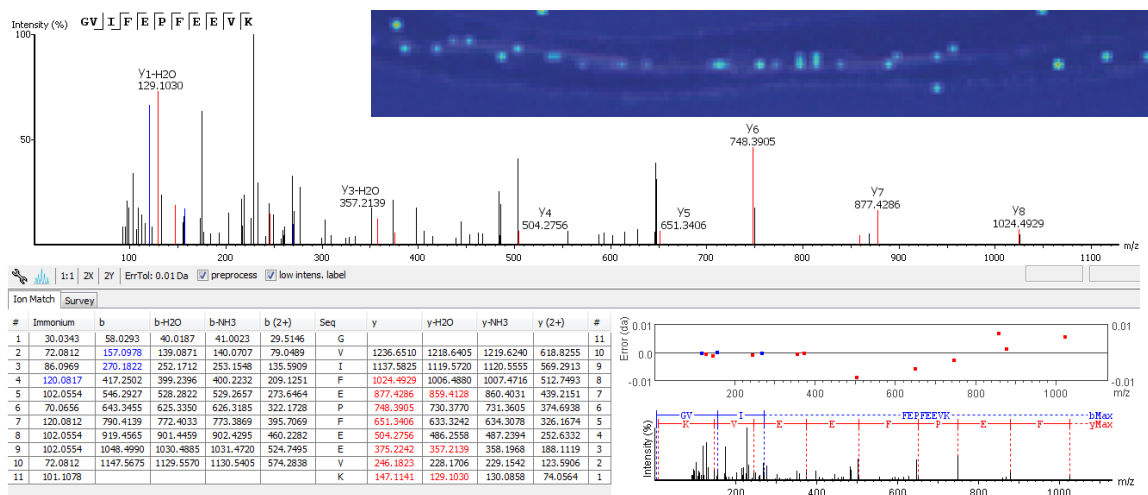 Intensity (%) G V I F E P F E E V K
100
50
Y1-H2O
129.1030
Y3-H2O
357.2139
Y4
504.2756
Y5
651.3406
Y6
748.3905
Y7
877.4286
Y8
1024.4929
100 200 300 400 500 600 700 800 900 1000 1100 m/z
1:1 2X 2Y ErrTol: 0.01 Da preprocess low intens. label
Ion Match Survey
# Immonium b b-H2O b-NH3 b (2+) Seq y y-H2O y-NH3 y (2+) #
1 30.0343 58.0293 40.0187 41.0023 29.5146 G 11
2 72.0812 157.0978 139.0871 140.0707 79.0489 V 1236.6510 1218.6405 1219.6240 618.8255 10
3 86.0969 270.1822 252.1712 253.1548 135.5909 I 1137.5825 1119.5720 1120.5555 569.2913 9
4 120.0817 417.2502 399.2396 400.2232 209.1251 F 1024.4929 1006.4880 1007.4716 512.7493 8
5 102.0554 546.2927 528.2822 529.2657 273.6464 E 877.4286 859.4128 860.4031 439.2151 7
6 70.0656 643.3455 625.3350 626.3185 322.1728 P 748.3905 730.3770 731.3605 374.6938 6
7 120.0812 790.4139 772.4033 773.3869 395.7069 F 651.3406 633.3242 634.3078 326.1674 5
8 102.0554 919.4565 901.4459 902.4295 460.2282 E 504.2756 486.2558 487.2394 252.6332 4
9 102.0554 1048.4990 1030.4885 1031.4720 524.7495 E 375.2242 357.2139 358.1968 188.1119 3
10 72.0812 1147.5675 1129.5570 1130.5405 574.2838 V 246.1823 228.1706 229.1542 123.5906 2
11 101.1078 K 147.1141 129.1030 130.0858 74.0564 1
Error (da)
0.01 0.01
0.0 0.0
-0.01 -0.01
200 400 600 800 1000 m/z
GV I FEPFEEVK bMax
K V E E F P E F yMax
Intensity (%)
200 400 600 800 1000 m/z